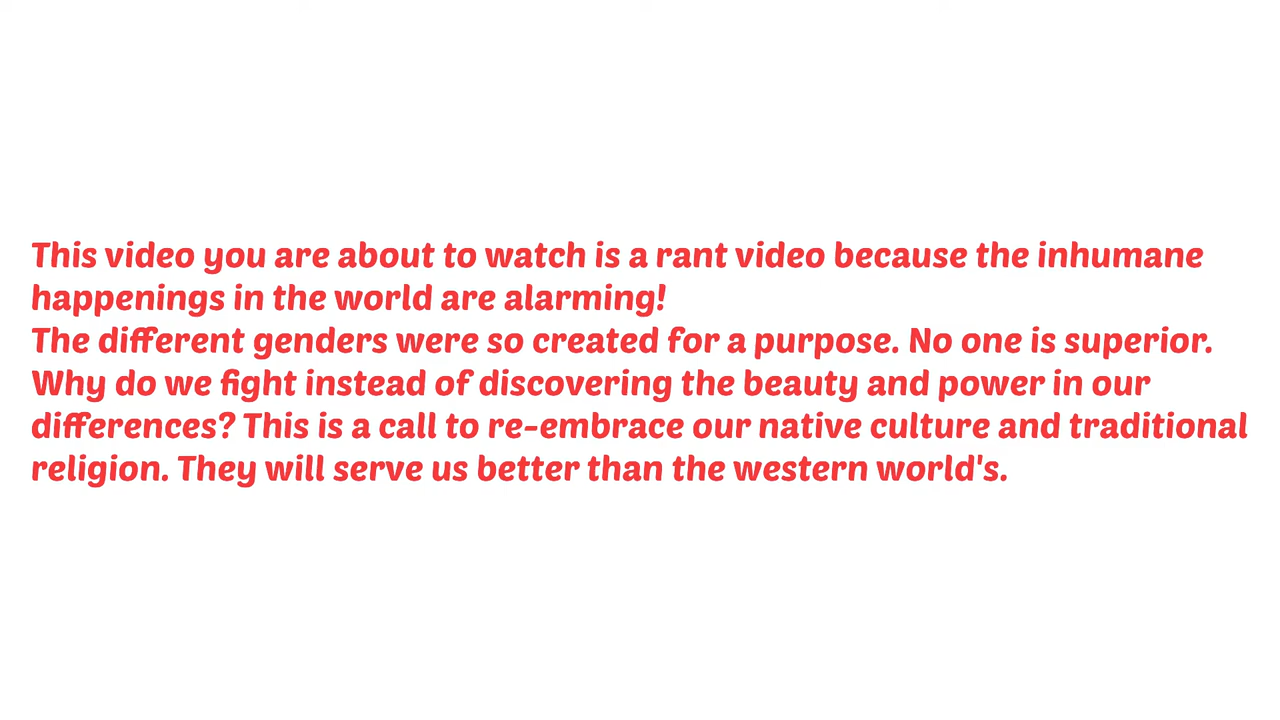 This video you are about to watch is a rant video because the inhumane
happenings in the world are alarming!
The different genders were so created for a purpose. No one is superior.
Why do we fight instead of discovering the beauty and power in our
differences? This is a call to re-embrace our native culture and traditional
religion. They will serve us better than the western world's.